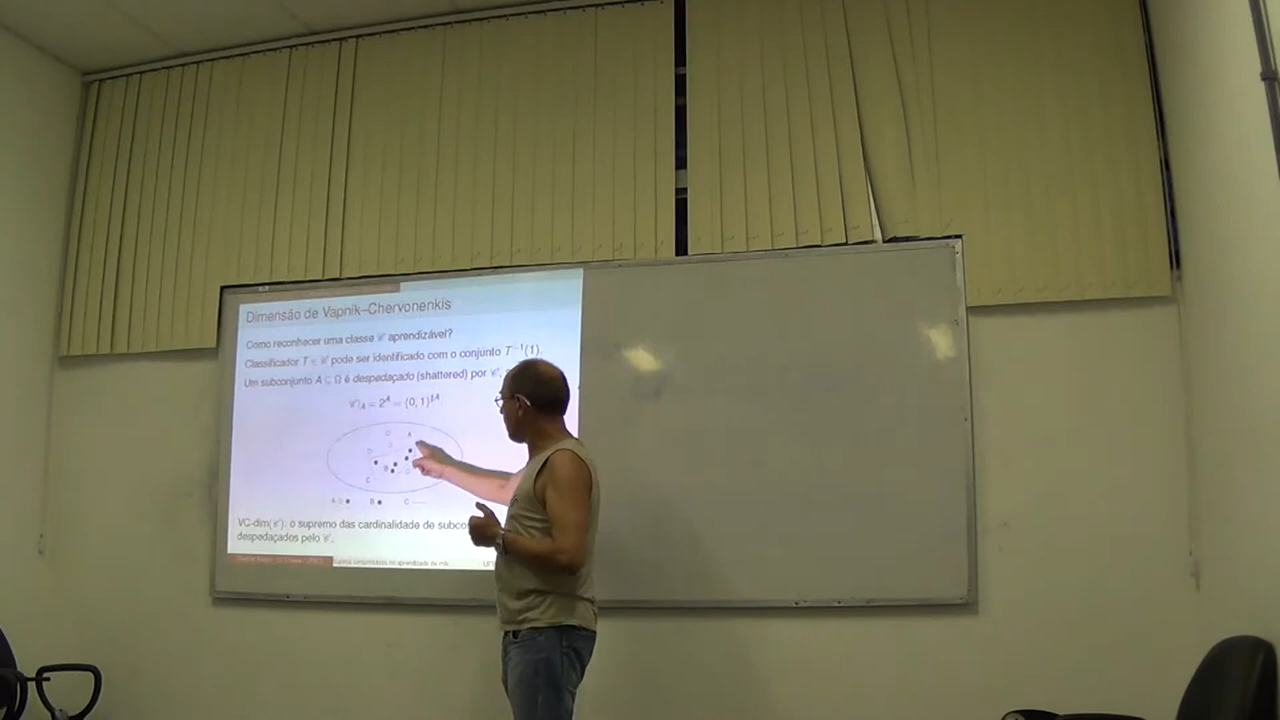 Dimensão de Vapnik–Chervonenkis
Como reconhecer uma classe 𝒞 aprendizável?
Classificador T ∈ 𝒞 pode ser identificado com o conjunto T⁻¹(1).
Um subconjunto A ⊂ Ω é despedaçado (shattered) por 𝒞,
𝒞∩A = 2^A = {0, 1}^♯A
A
B
C
A
B
C
VC-dim(𝒞): o supremo das cardinalidade de
despedaçados pelo 𝒞.